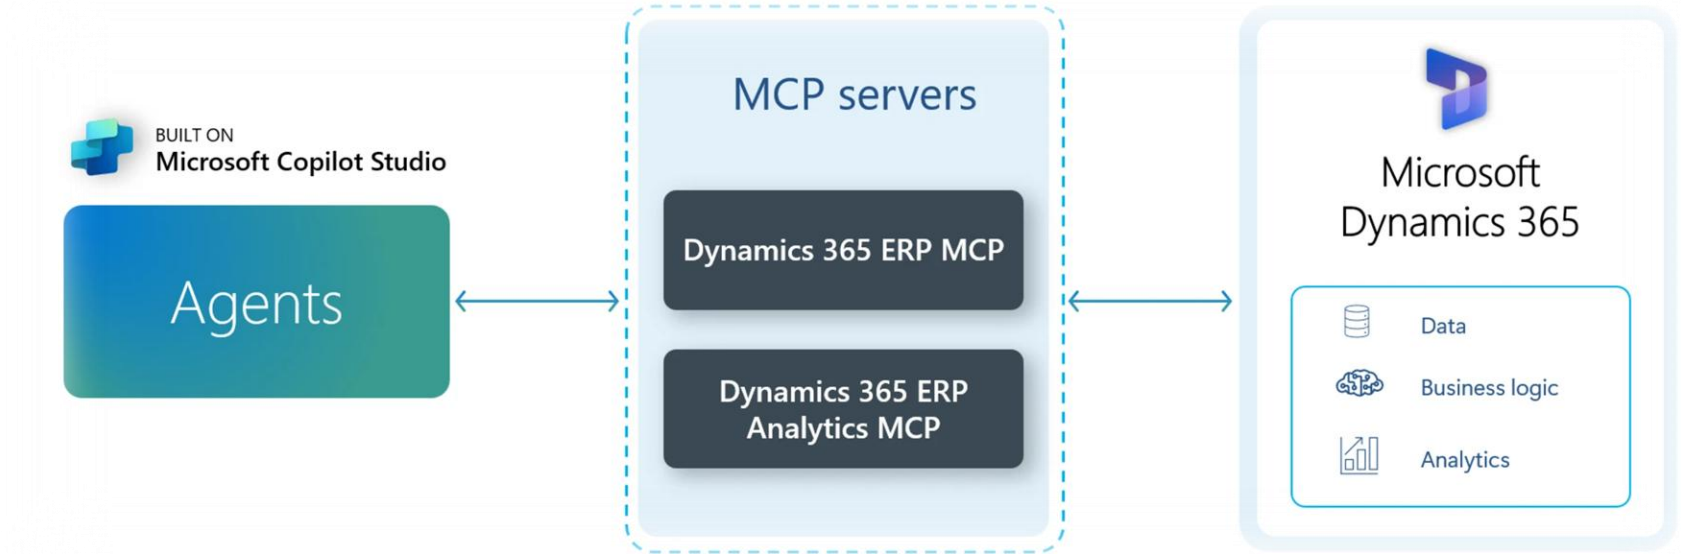 BUILT ON
Microsoft Copilot Studio
Agents
MCP servers
Dynamics 365 ERP MCP
Dynamics 365 ERP
Analytics MCP
Microsoft
Dynamics 365
Data
Business logic
Analytics